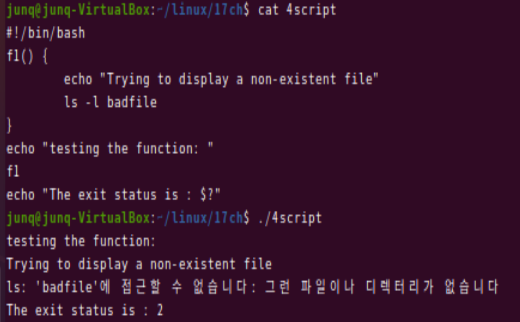 junq@junq-VirtualBox:~/linux/17ch$ cat 4script
#!/bin/bash
f1() {
        echo "Trying to display a non-existent file"
        ls -l badfile
}
echo "testing the function: "
f1
echo "The exit status is : $?"
junq@junq-VirtualBox:~/linux/17ch$ ./4script
testing the function:
Trying to display a non-existent file
ls: 'badfile'에 접근할 수 없습니다: 그런 파일이나 디렉터리가 없습니다
The exit status is : 2